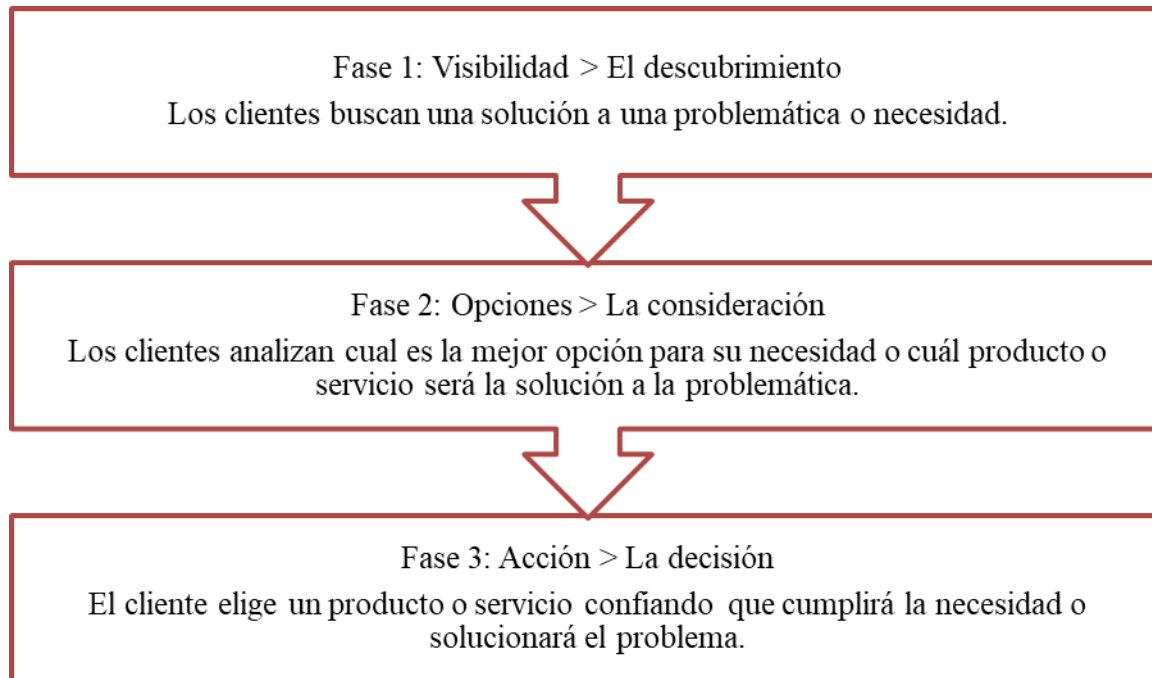 Fase 1: Visibilidad > El descubrimiento
Los clientes buscan una solución a una problemática o necesidad.
Fase 2: Opciones > La consideración
Los clientes analizan cual es la mejor opción para su necesidad o cuál producto o
servicio será la solución a la problemática.
Fase 3: Acción > La decisión
El cliente elige un producto o servicio confiando que cumplirá la necesidad o
solucionará el problema.